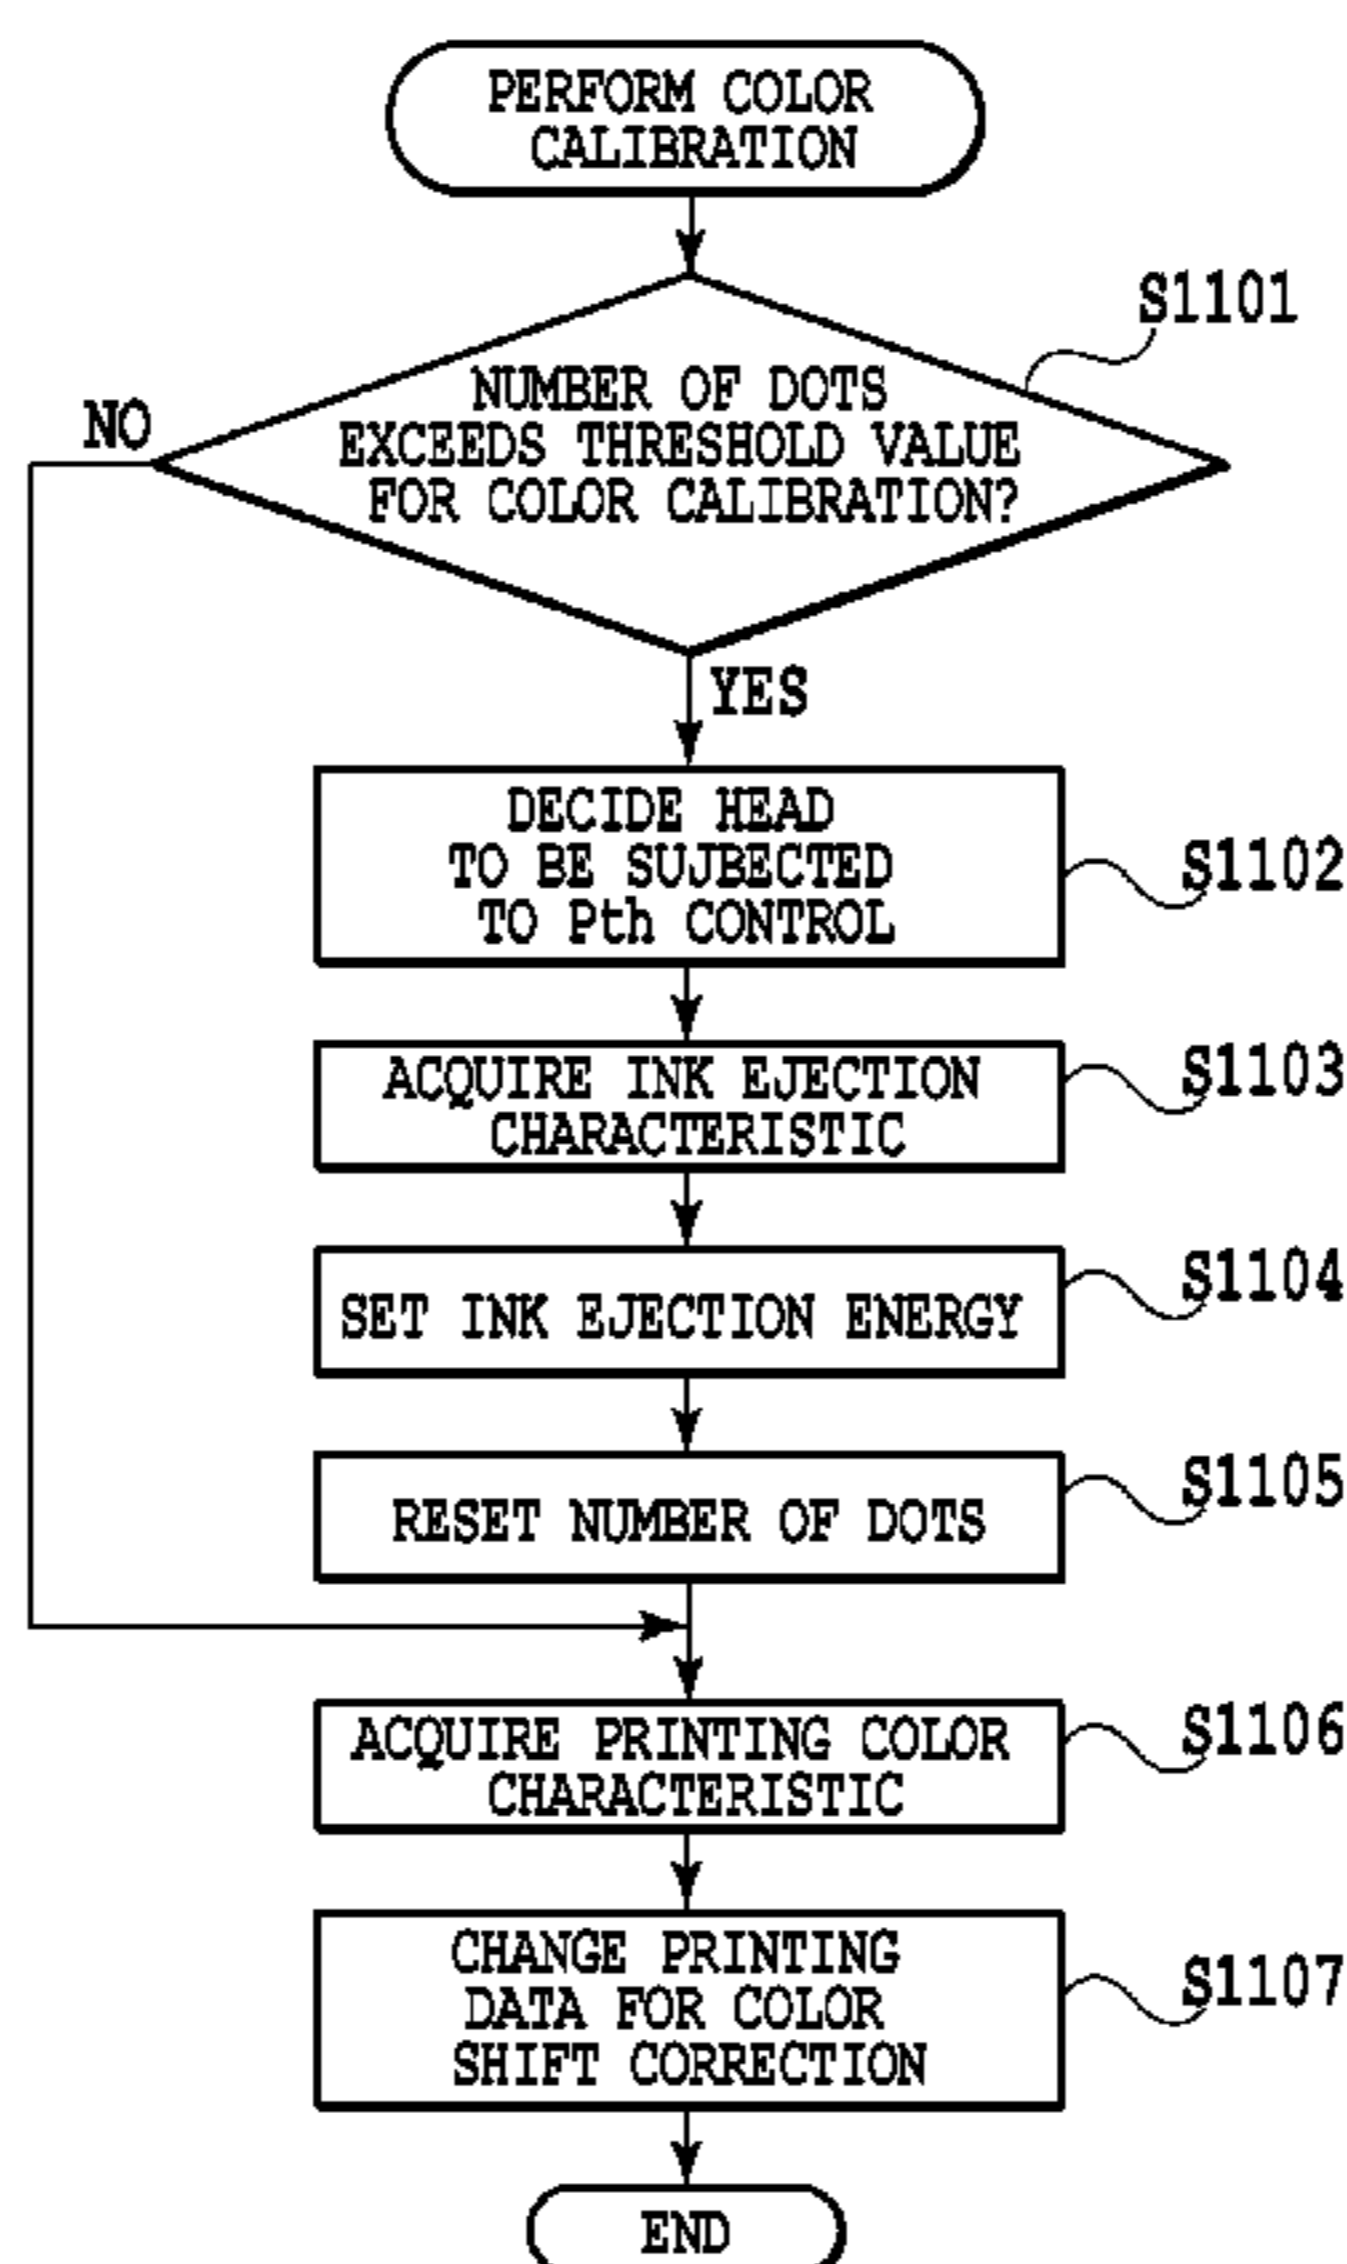 PERFORM COLOR
CALIBRATION
S1101
NUMBER OF DOTS
EXCEEDS THRESHOLD VALUE
FOR COLOR CALIBRATION?
NO
YES
DECIDE HEAD
TO BE SUJBECTED
TO Pth CONTROL
S1102
ACQUIRE INK EJECTION
CHARACTERISTIC
S1103
SET INK EJECTION ENERGY
S1104
RESET NUMBER OF DOTS
S1105
ACQUIRE PRINTING COLOR
CHARACTERISTIC
S1106
CHANGE PRINTING
DATA FOR COLOR
SHIFT CORRECTION
S1107
END